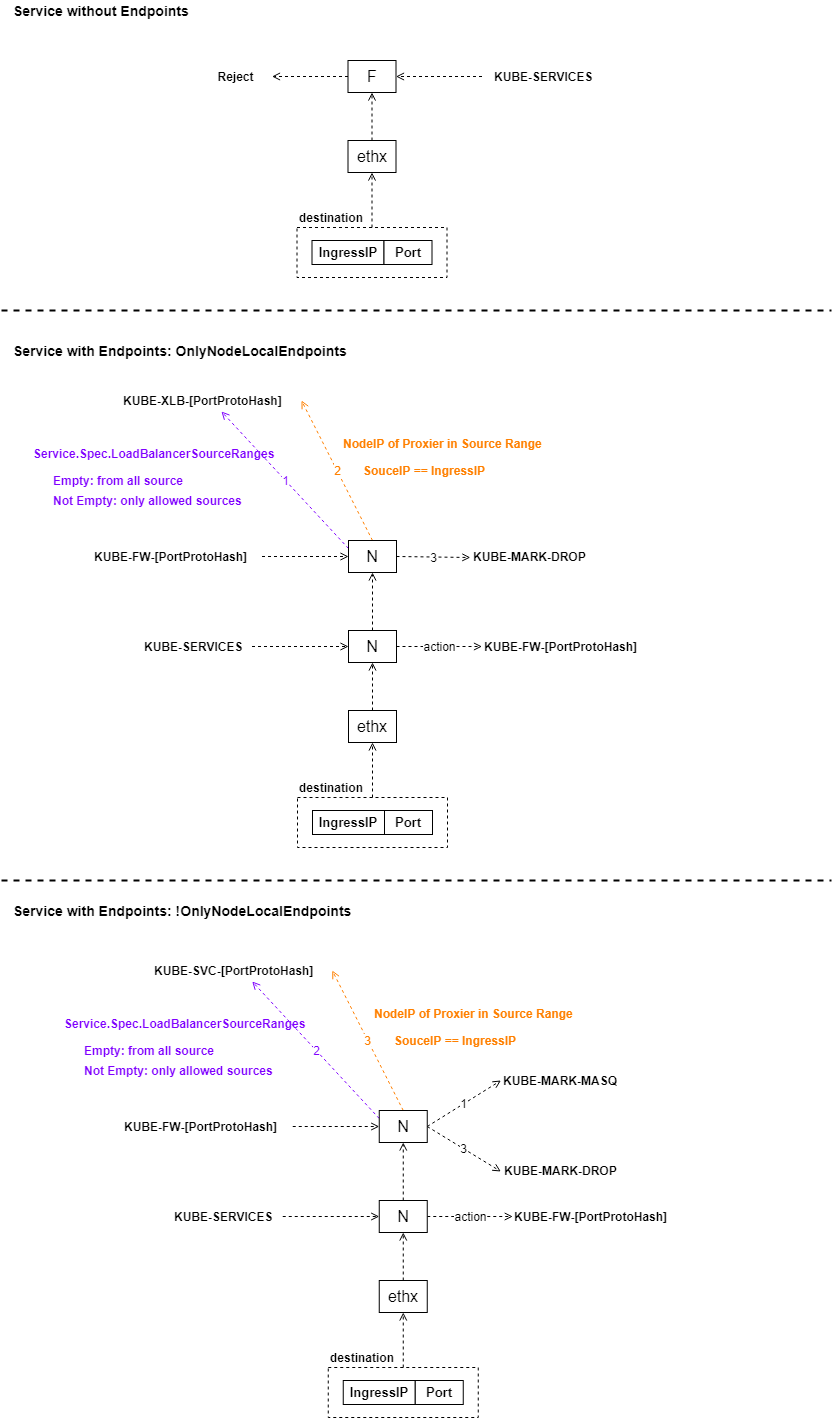 Service without Endpoints
Reject
F
KUBE-SERVICES
ethx
destination
IngressIP
Port
Service with Endpoints: OnlyNodeLocalEndpoints
KUBE-XLB-[PortProtoHash]
NodeIP of Proxier in Source Range
Service.Spec.LoadBalancerSourceRanges
2
SouceIP == IngressIP
Empty: from all source
1
Not Empty: only allowed sources
KUBE-FW-[PortProtoHash]
N
3
KUBE-MARK-DROP
KUBE-SERVICES
N
action
KUBE-FW-[PortProtoHash]
ethx
destination
IngressIP
Port
Service with Endpoints: !OnlyNodeLocalEndpoints
KUBE-SVC-[PortProtoHash]
NodeIP of Proxier in Source Range
Service.Spec.LoadBalancerSourceRanges
3
SouceIP == IngressIP
Empty: from all source
2
Not Empty: only allowed sources
KUBE-MARK-MASQ
1
KUBE-FW-[PortProtoHash]
N
3
KUBE-MARK-DROP
KUBE-SERVICES
N
action
KUBE-FW-[PortProtoHash]
ethx
destination
IngressIP
Port